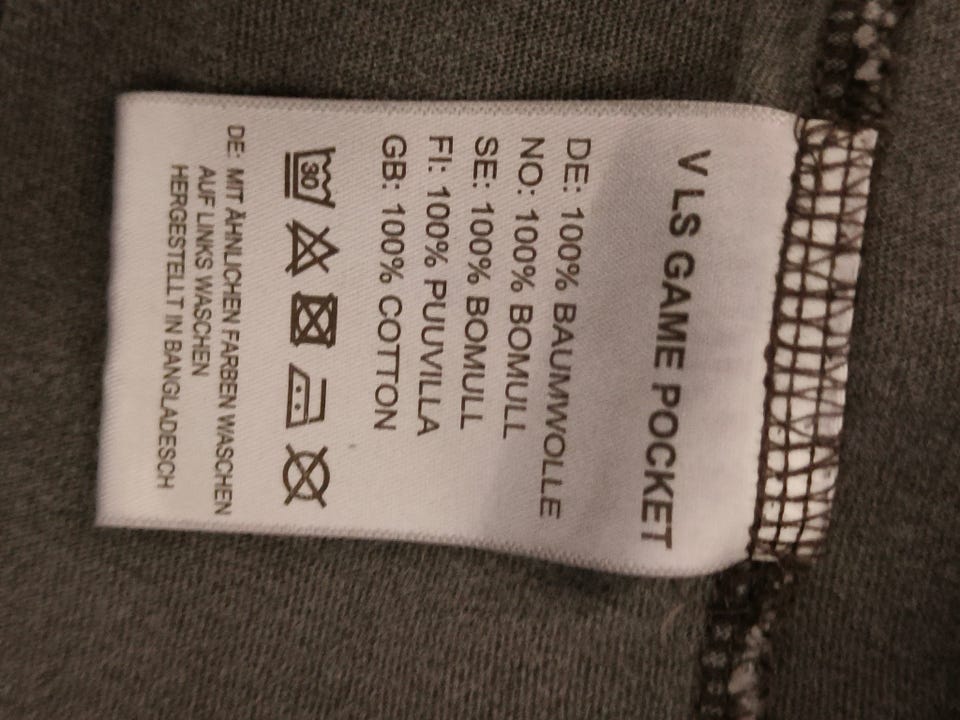 V LS GAME POCKET
DE: 100% BAUMWOLLE
NO: 100% BOMULL
SE: 100% BOMULL
FI: 100% PUUVILLA
GB: 100% COTTON
30
DE: MIT ÄHNLICHEN FARBEN WASCHEN
AUF LINKS WASCHEN
HERGESTELLT IN BANGLADESCH